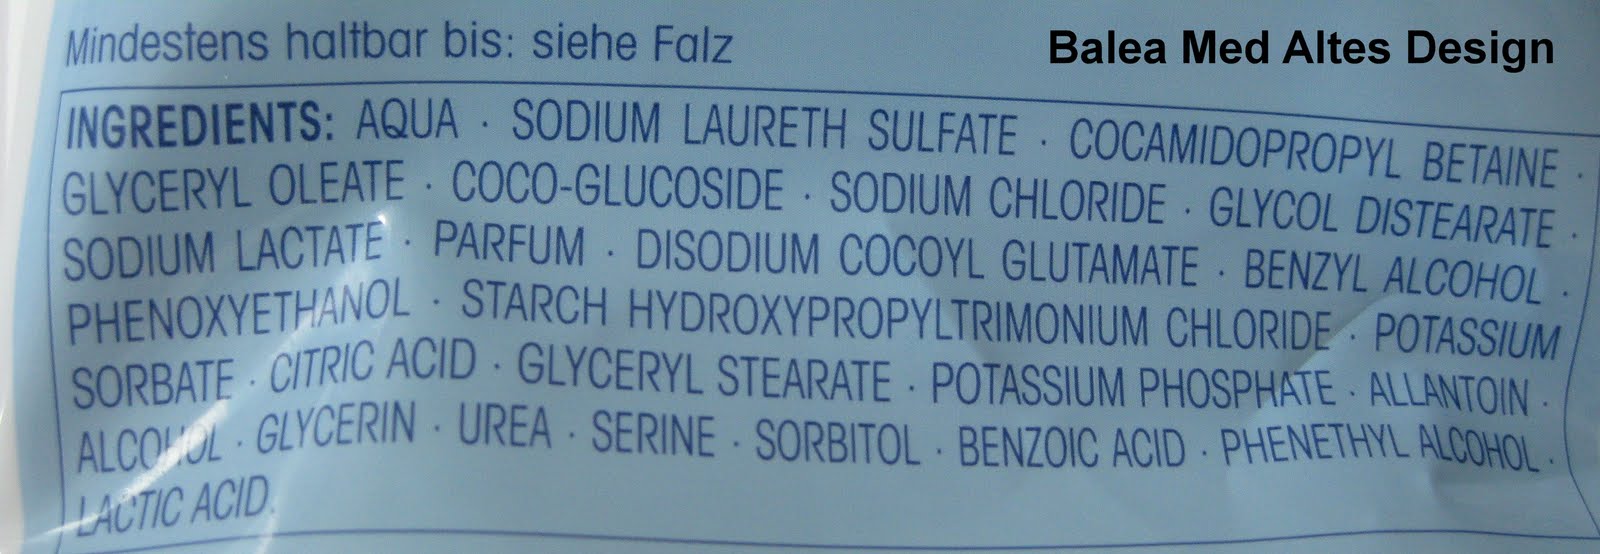 Mindestens haltbar bis: siehe Falz
Balea Med Altes Design
INGREDIENTS: AQUA · SODIUM LAURETH SULFATE · COCAMIDOPROPYL BETAINE ·
GLYCERYL OLEATE · COCO-GLUCOSIDE · SODIUM CHLORIDE · GLYCOL DISTEARATE ·
SODIUM LACTATE · PARFUM · DISODIUM COCOYL GLUTAMATE · BENZYL ALCOHOL ·
PHENOXYETHANOL · STARCH HYDROXYPROPYLTRIMONIUM CHLORIDE · POTASSIUM
SORBATE · CITRIC ACID · GLYCERYL STEARATE · POTASSIUM PHOSPHATE · ALLANTOIN ·
ALCOHOL · GLYCERIN · UREA · SERINE · SORBITOL · BENZOIC ACID · PHENETHYL ALCOHOL ·
LACTIC ACID.